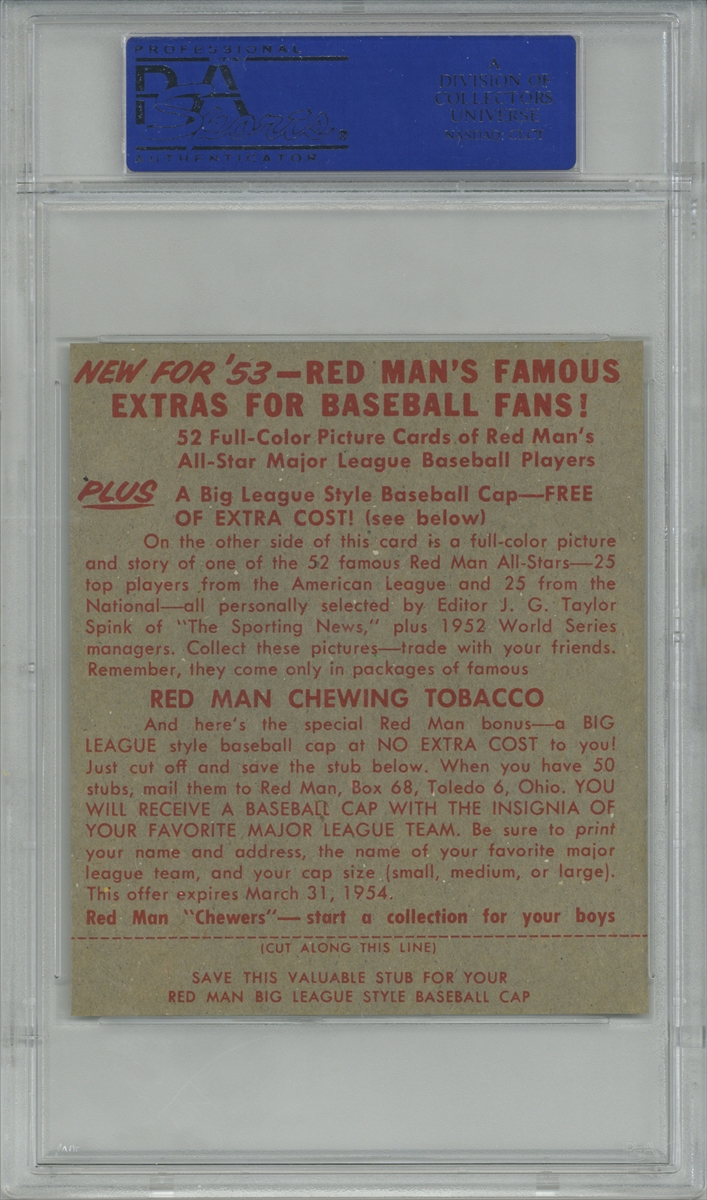 PROFESSIONAL
PSA
Services
AUTHENTICATOR
A
DIVISION OF
COLLECTORS
UNIVERSE
NASDAQ: CLCT
NEW FOR '53—RED MAN'S FAMOUS
EXTRAS FOR BASEBALL FANS!
52 Full-Color Picture Cards of Red Man's
All-Star Major League Baseball Players
PLUS A Big League Style Baseball Cap—FREE
OF EXTRA COST! (see below)
On the other side of this card is a full-color picture
and story of one of the 52 famous Red Man All-Stars—25
top players from the American League and 25 from the
National—all personally selected by Editor J. G. Taylor
Spink of "The Sporting News," plus 1952 World Series
managers. Collect these pictures—trade with your friends.
Remember, they come only in packages of famous
RED MAN CHEWING TOBACCO
And here's the special Red Man bonus—a BIG
LEAGUE style baseball cap at NO EXTRA COST to you!
Just cut off and save the stub below. When you have 50
stubs, mail them to Red Man, Box 68, Toledo 6, Ohio. YOU
WILL RECEIVE A BASEBALL CAP WITH THE INSIGNIA OF
YOUR FAVORITE MAJOR LEAGUE TEAM. Be sure to print
your name and address, the name of your favorite major
league team, and your cap size (small, medium, or large).
This offer expires March 31, 1954.
Red Man "Chewers"—start a collection for your boys
(CUT ALONG THIS LINE)
SAVE THIS VALUABLE STUB FOR YOUR
RED MAN BIG LEAGUE STYLE BASEBALL CAP